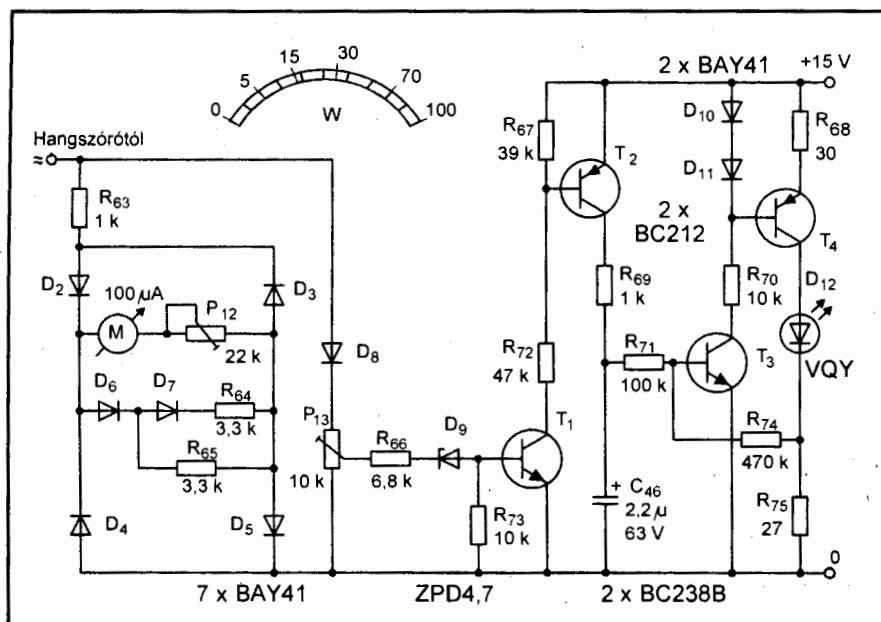 0 5 15 30 70 100
W
2 x BAY41
+15 V
Hangszórótól
≈
R63
1 k
D2
100 µA
M
P12
22 k
D3
D6
D7
R64
3,3 k
R65
3,3 k
D4
D5
D8
P13
10 k
R66
6,8 k
D9
R73
10 k
T1
R67
39 k
R72
47 k
T2
R69
1 k
R71
100 k
+
C46
2,2 µ
63 V
D10
D11
2 x
BC212
R70
10 k
T3
R68
30
T4
D12
VQY
R74
470 k
R75
27
0
7 x BAY41
ZPD4,7
2 x BC238B